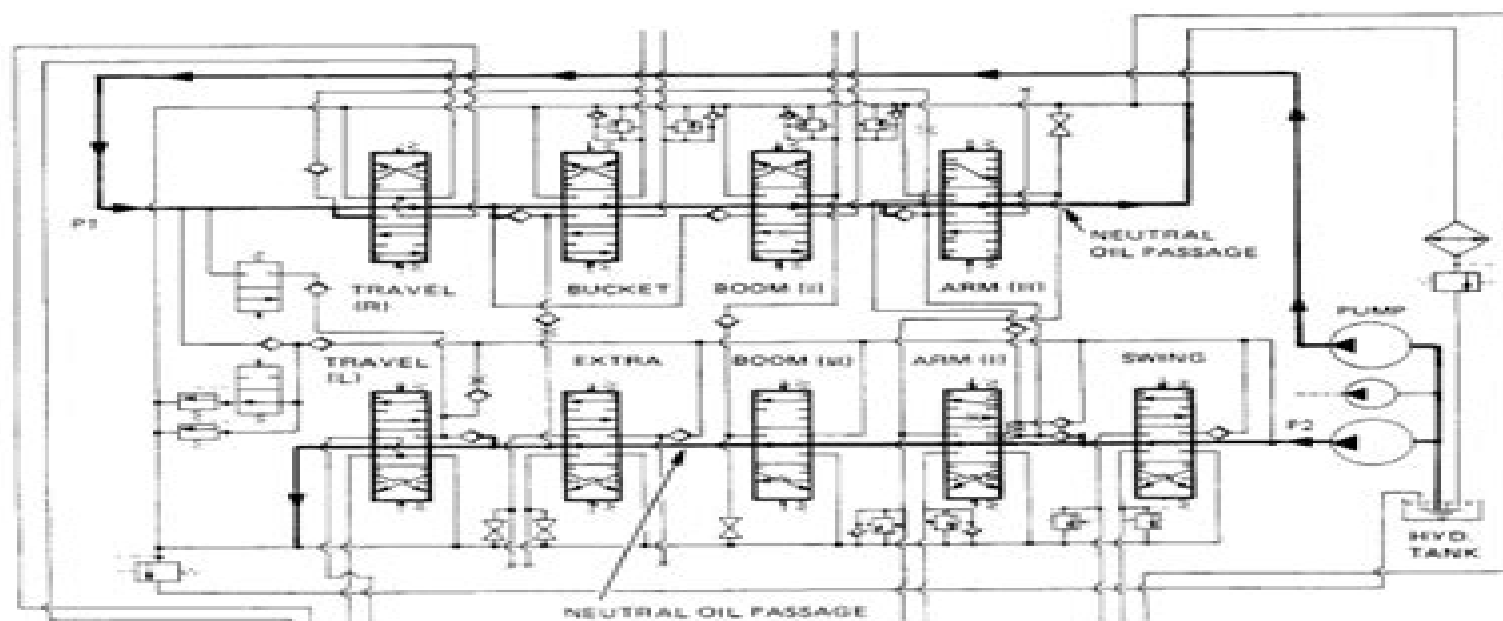 P1
NEUTRAL
OIL PASSAGE
TRAVEL
(R)
BUCKET
BOOM (I)
ARM (II)
PUMP
TRAVEL
(L)
EXTRA
BOOM (II)
ARM (I)
SWING
P2
HYD.
TANK
NEUTRAL OIL PASSAGE